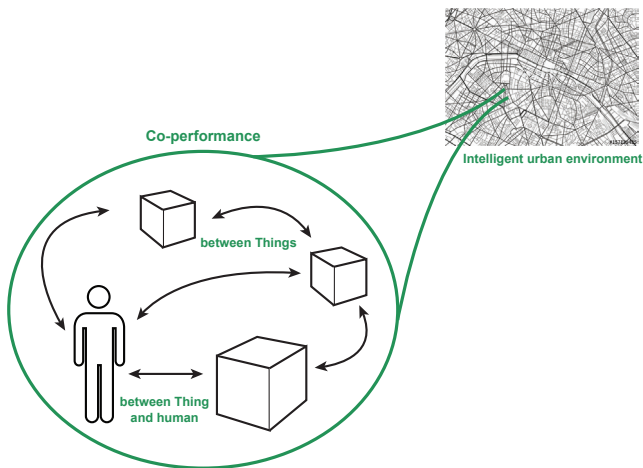 Co-performance
Intelligent urban environment
between Things
between Thing
and human